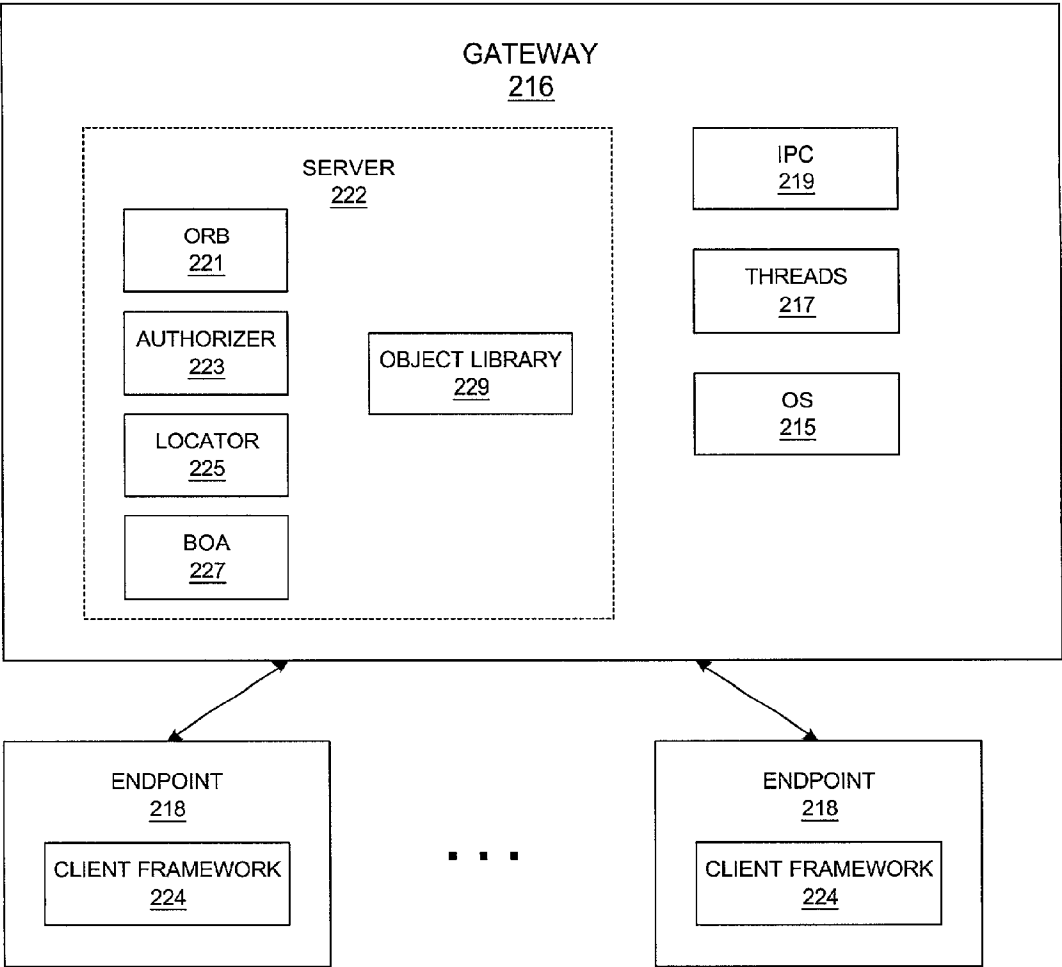 GATEWAY
216
SERVER
222
ORB
221
AUTHORIZER
223
LOCATOR
225
BOA
227
OBJECT LIBRARY
229
IPC
219
THREADS
217
OS
215
ENDPOINT
218
CLIENT FRAMEWORK
224
. . .
ENDPOINT
218
CLIENT FRAMEWORK
224